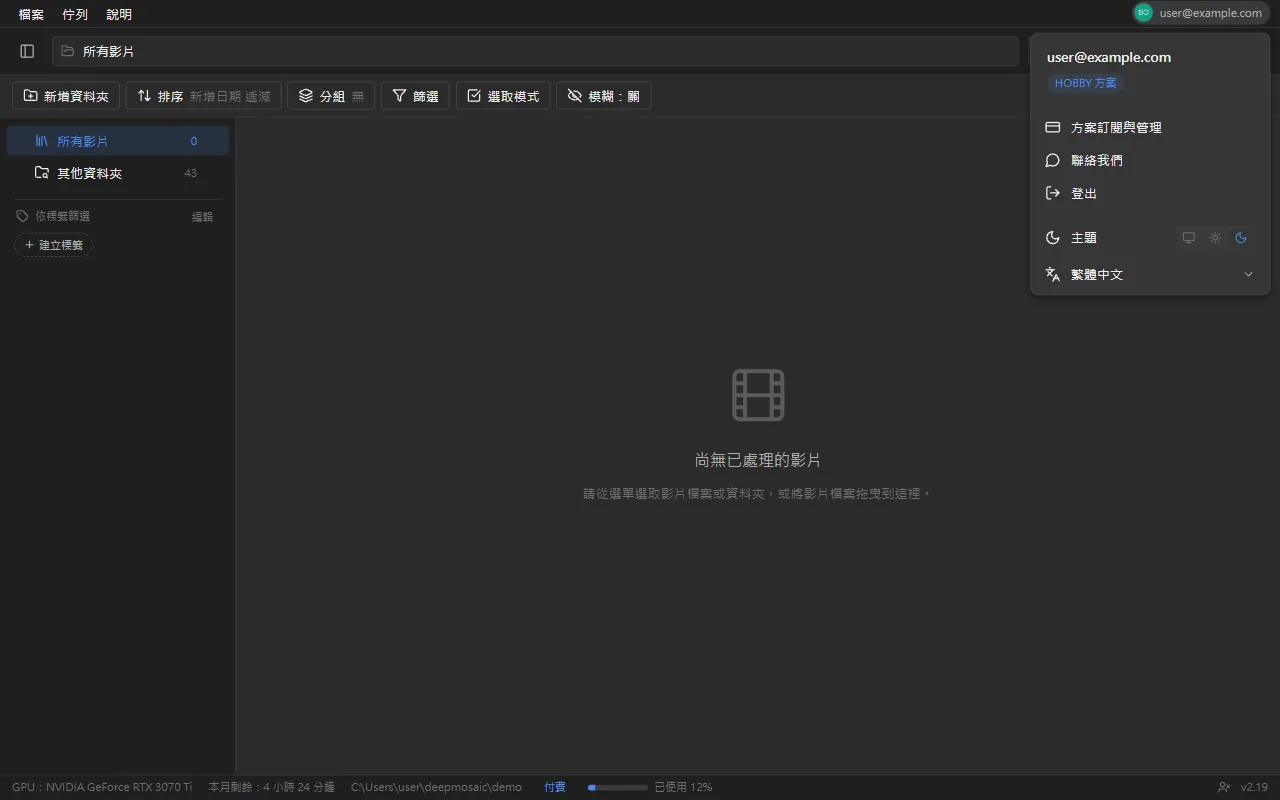 檔案 佇列 說明
BO user@example.com
所有影片
user@example.com
HOBBY 方案
方案訂閱與管理
聯絡我們
登出
主題
繁體中文
新增資料夾 排序 新增日期 遞減 分組 無 篩選 選取模式 模糊：關
所有影片 0
其他資料夾 43
依標籤篩選 編輯
+ 建立標籤
尚無已處理的影片
請從選單選取影片檔案或資料夾，或將影片檔案拖曳到這裡。
GPU：NVIDIA GeForce RTX 3070 Ti 本月剩餘：4 小時 24 分鐘 C:\Users\user\deepmosaic\demo 付費 已使用 12% v2.19